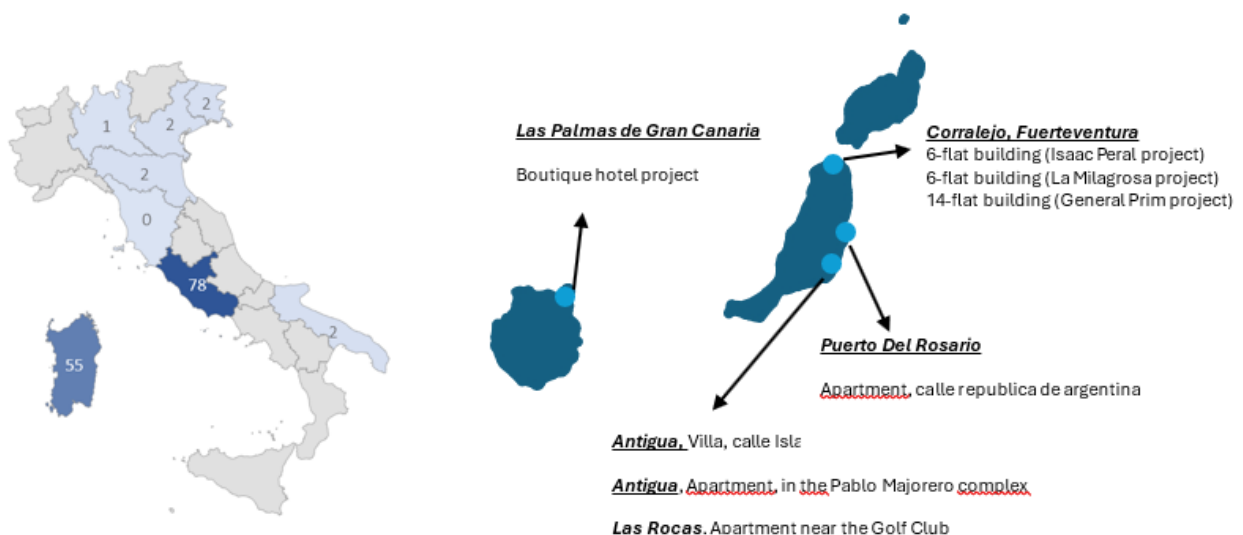 2
1
2
2
0
78
2
55
Las Palmas de Gran Canaria
Boutique hotel project
Corralejo, Fuerteventura
6-flat building (Isaac Peral project)
6-flat building (La Milagrosa project)
14-flat building (General Prim project)
Puerto Del Rosario
Apartment, calle republica de argentina
Antigua, Villa, calle Isla
Antigua, Apartment, in the Pablo Majorero complex
Las Rocas. Apartment near the Golf Club